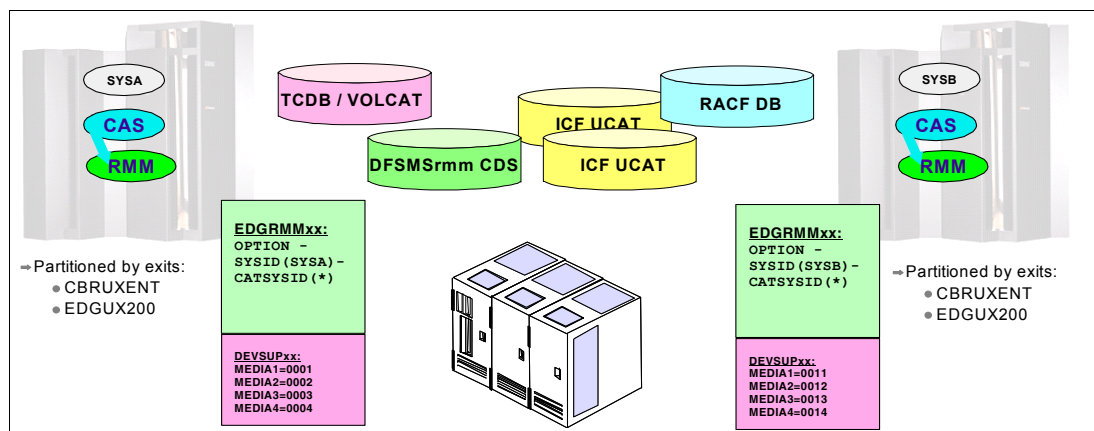 SYSA
CAS
RMM
TCDB / VOLCAT
ICF UCAT
RACF DB
DFSMSrmm CDS
ICF UCAT
SYSB
CAS
RMM
EDGRMMxx:
OPTION -
SYSID(SYSA)-
CATSYSID(*)
⇒Partitioned by exits:
● CBRUXENT
● EDGUX200
DEVSUPxx:
MEDIA1=0001
MEDIA2=0002
MEDIA3=0003
MEDIA4=0004
EDGRMMxx:
OPTION -
SYSID(SYSB)-
CATSYSID(*)
⇒Partitioned by exits:
● CBRUXENT
● EDGUX200
DEVSUPxx:
MEDIA1=0011
MEDIA2=0012
MEDIA3=0013
MEDIA4=0014